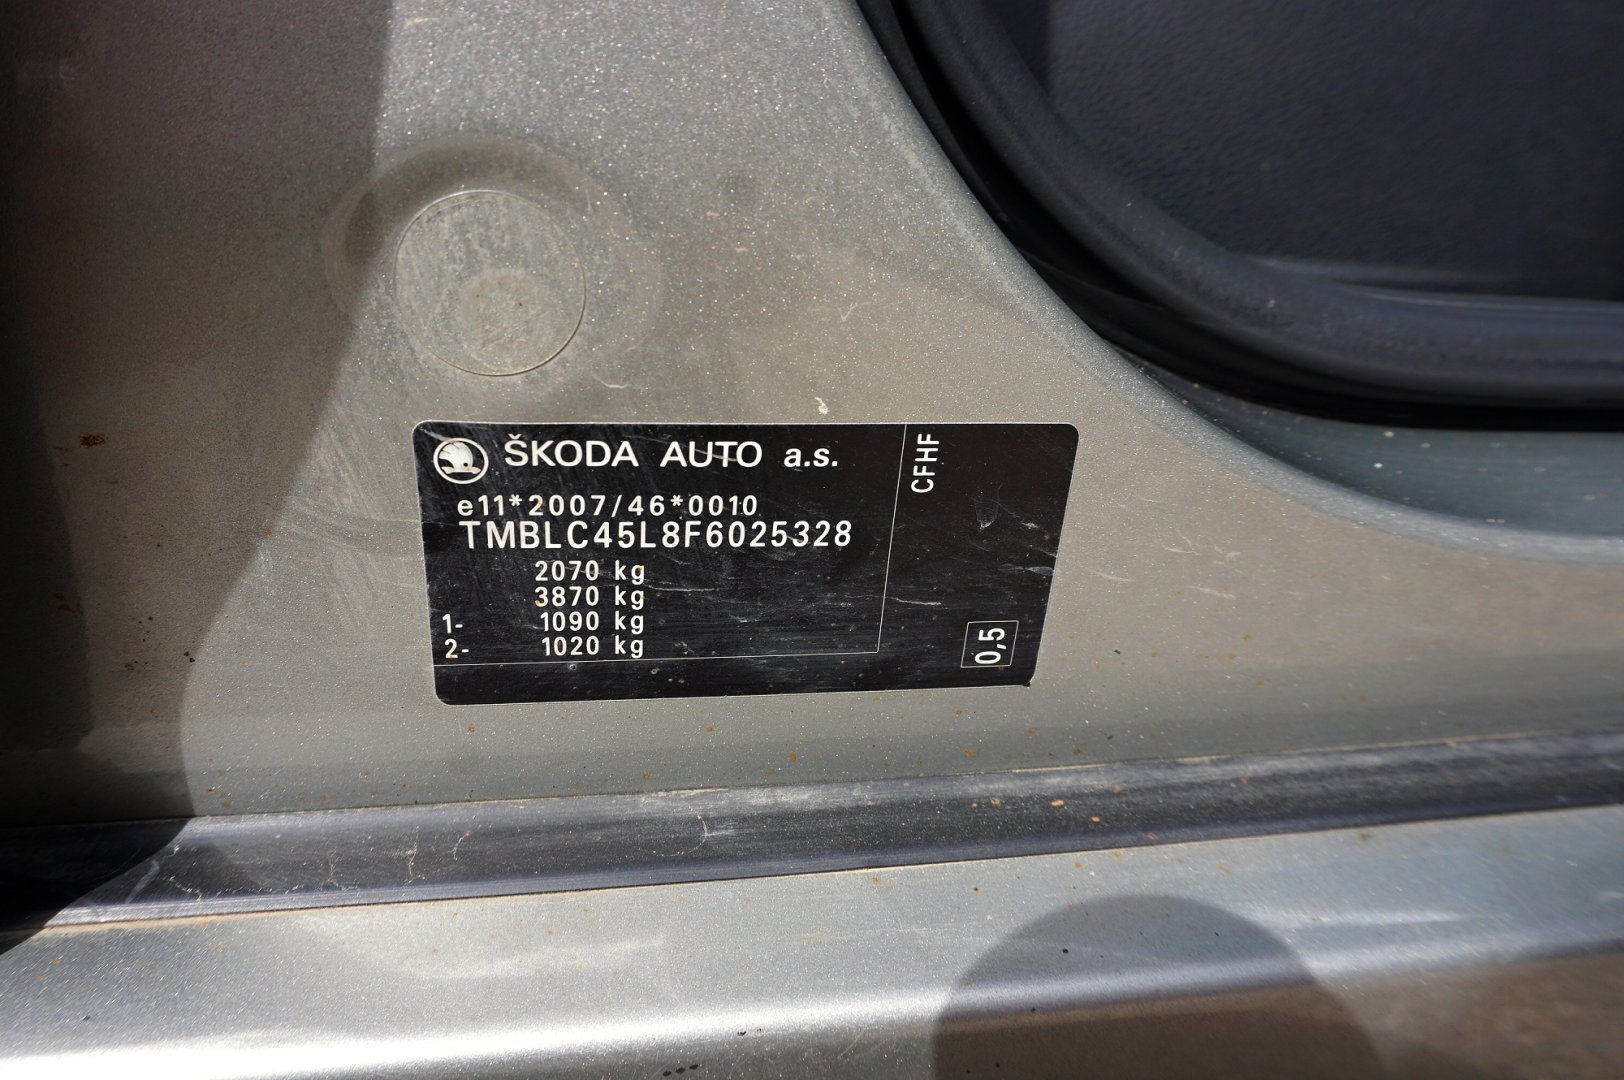 ŠKODA AUTO a.s.
e11*2007/46*0010
TMBLC45L8F6025328
2070 kg
3870 kg
1- 1090 kg
2- 1020 kg
CFHF
0,5